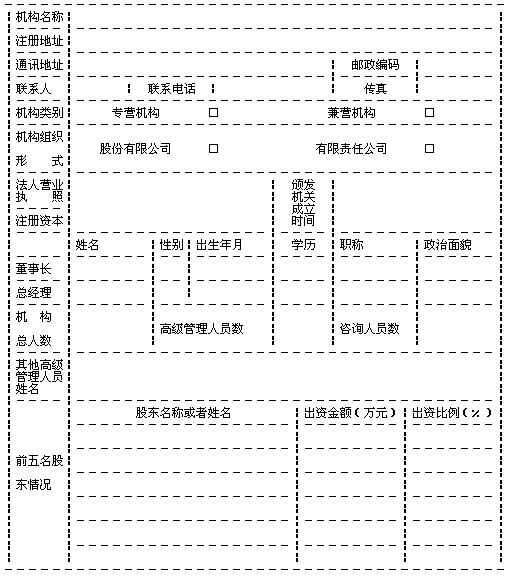 机构名称
注册地址
通讯地址 邮政编码
联系人 联系电话 传真
机构类别 专营机构 □ 兼营机构 □
机构组织
形 式 股份有限公司 □ 有限责任公司 □
法人营业
执 照
颁发
机关
注册资本
成立
时间
姓名 性别 出生年月 学历 职称 政治面貌
董事长
总经理
机 构
总人数
高级管理人员数 咨询人员数
其他高级
管理人员
姓名
股东名称或者姓名 出资金额(万元) 出资比例(%)
前五名股
东情况